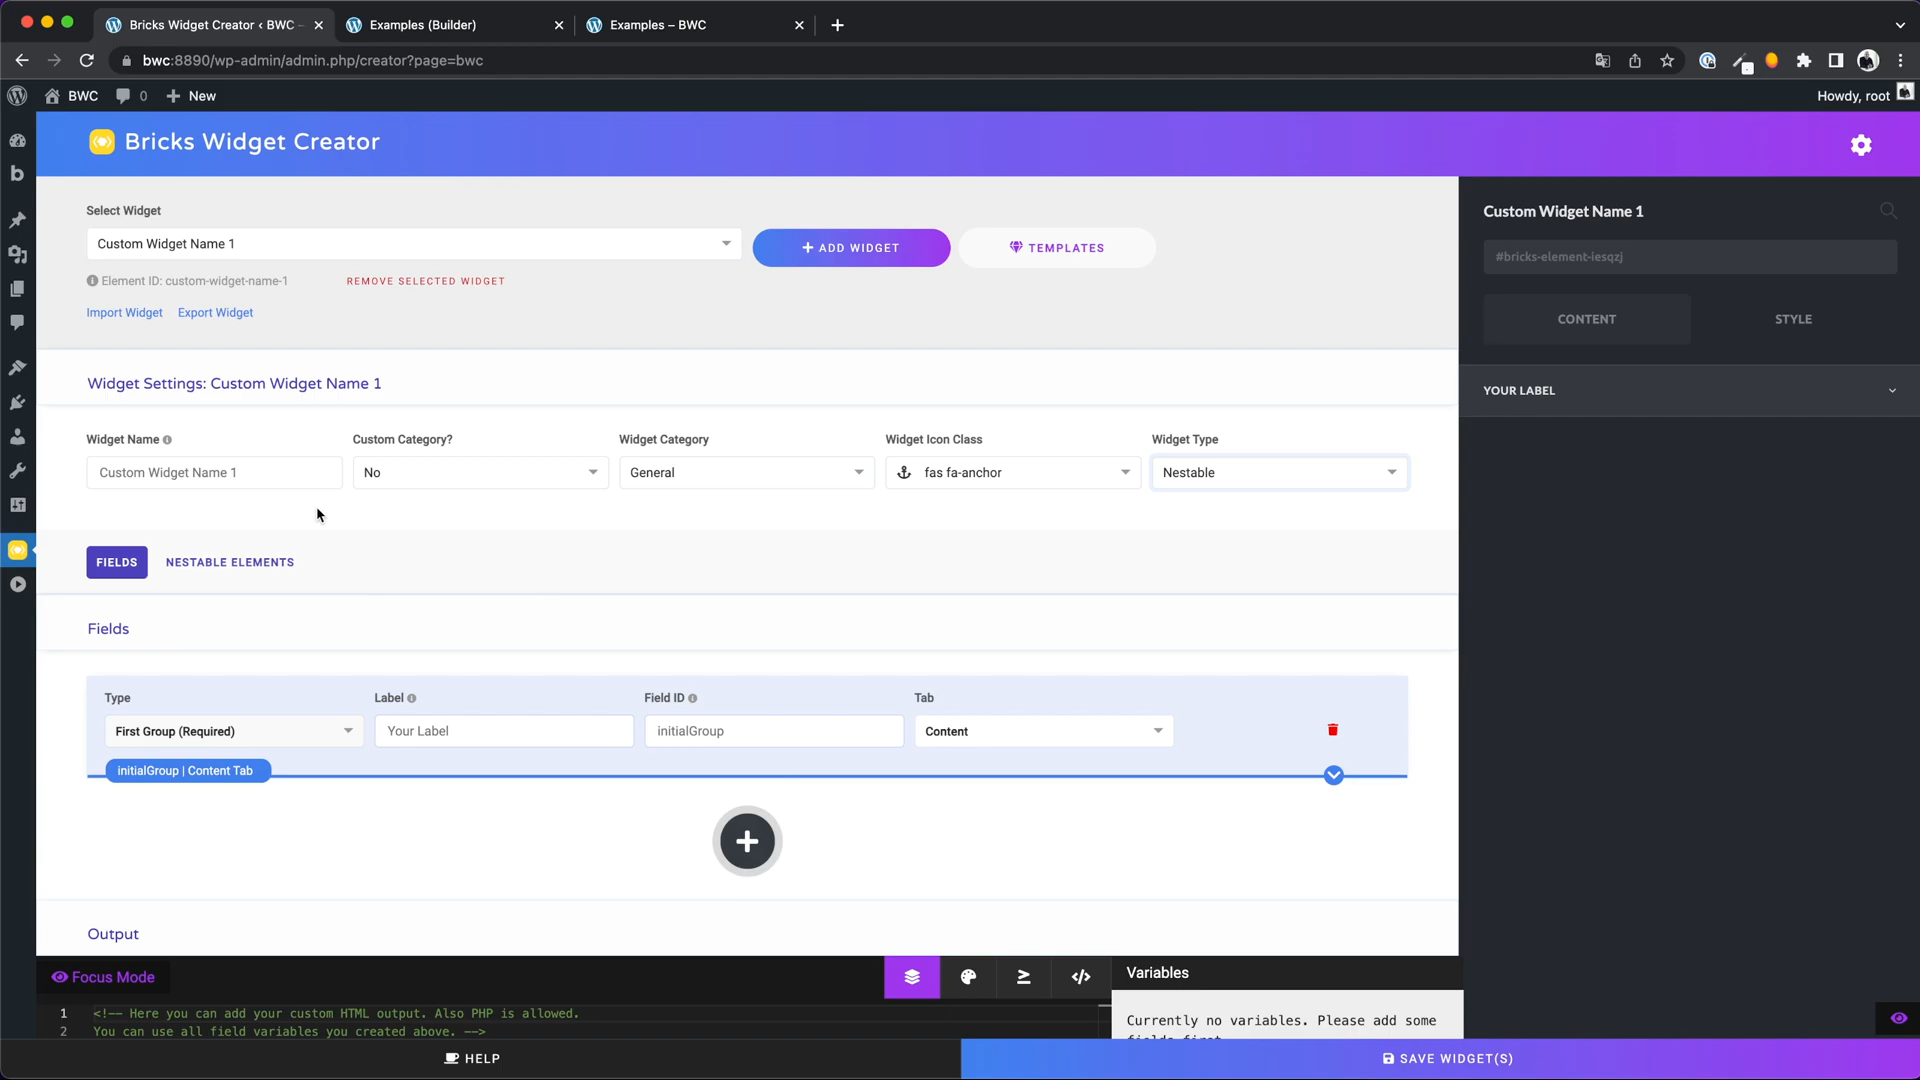 Bricks Widget Creator ‹ BWC –
Examples (Builder)
Examples – BWC
bwc:8890/wp-admin/admin.php/creator?page=bwc
BWC
0
New
Howdy, root
Bricks Widget Creator
Select Widget
Custom Widget Name 1
+ ADD WIDGET
TEMPLATES
Element ID: custom-widget-name-1
REMOVE SELECTED WIDGET
Import Widget
Export Widget
Widget Settings: Custom Widget Name 1
Widget Name
Custom Category?
Widget Category
Widget Icon Class
Widget Type
Custom Widget Name 1
No
General
fas fa-anchor
Nestable
FIELDS
NESTABLE ELEMENTS
Fields
Type
Label
Field ID
Tab
First Group (Required)
Your Label
initialGroup
Content
initialGroup | Content Tab
Output
Focus Mode
1 <!-- Here you can add your custom HTML output. Also PHP is allowed.
2 You can use all field variables you created above. -->
Variables
Currently no variables. Please add some
fields first
Custom Widget Name 1
#bricks-element-iesqzj
CONTENT
STYLE
YOUR LABEL
HELP
SAVE WIDGET(S)